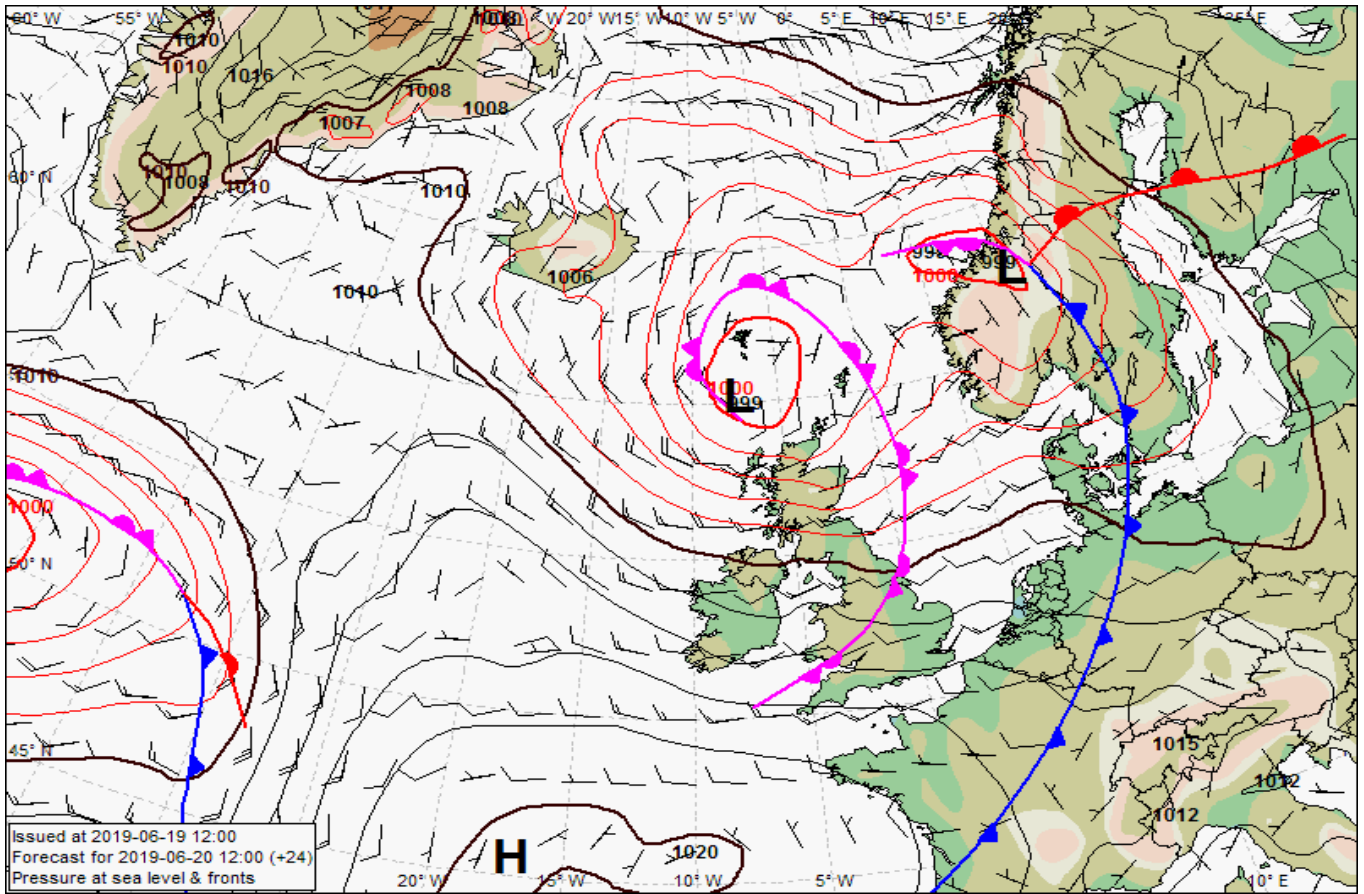 60° W
55° W
1008
W 20° W 15° W 10° W 5° W 0° 5° E 10° E 15° E
25° E
1010
1010
1016
1008
1007
1008
60° N
1010
1008
1010
1010
1006
1010
999
L
1000
1010
1000
L
999
1000
50° N
45° N
1015
1012
1012
H
1020
Issued at 2019-06-19 12:00
Forecast for 2019-06-20 12:00 (+24)
Pressure at sea level & fronts
20° W
15° W
10° W
5° W
10° E